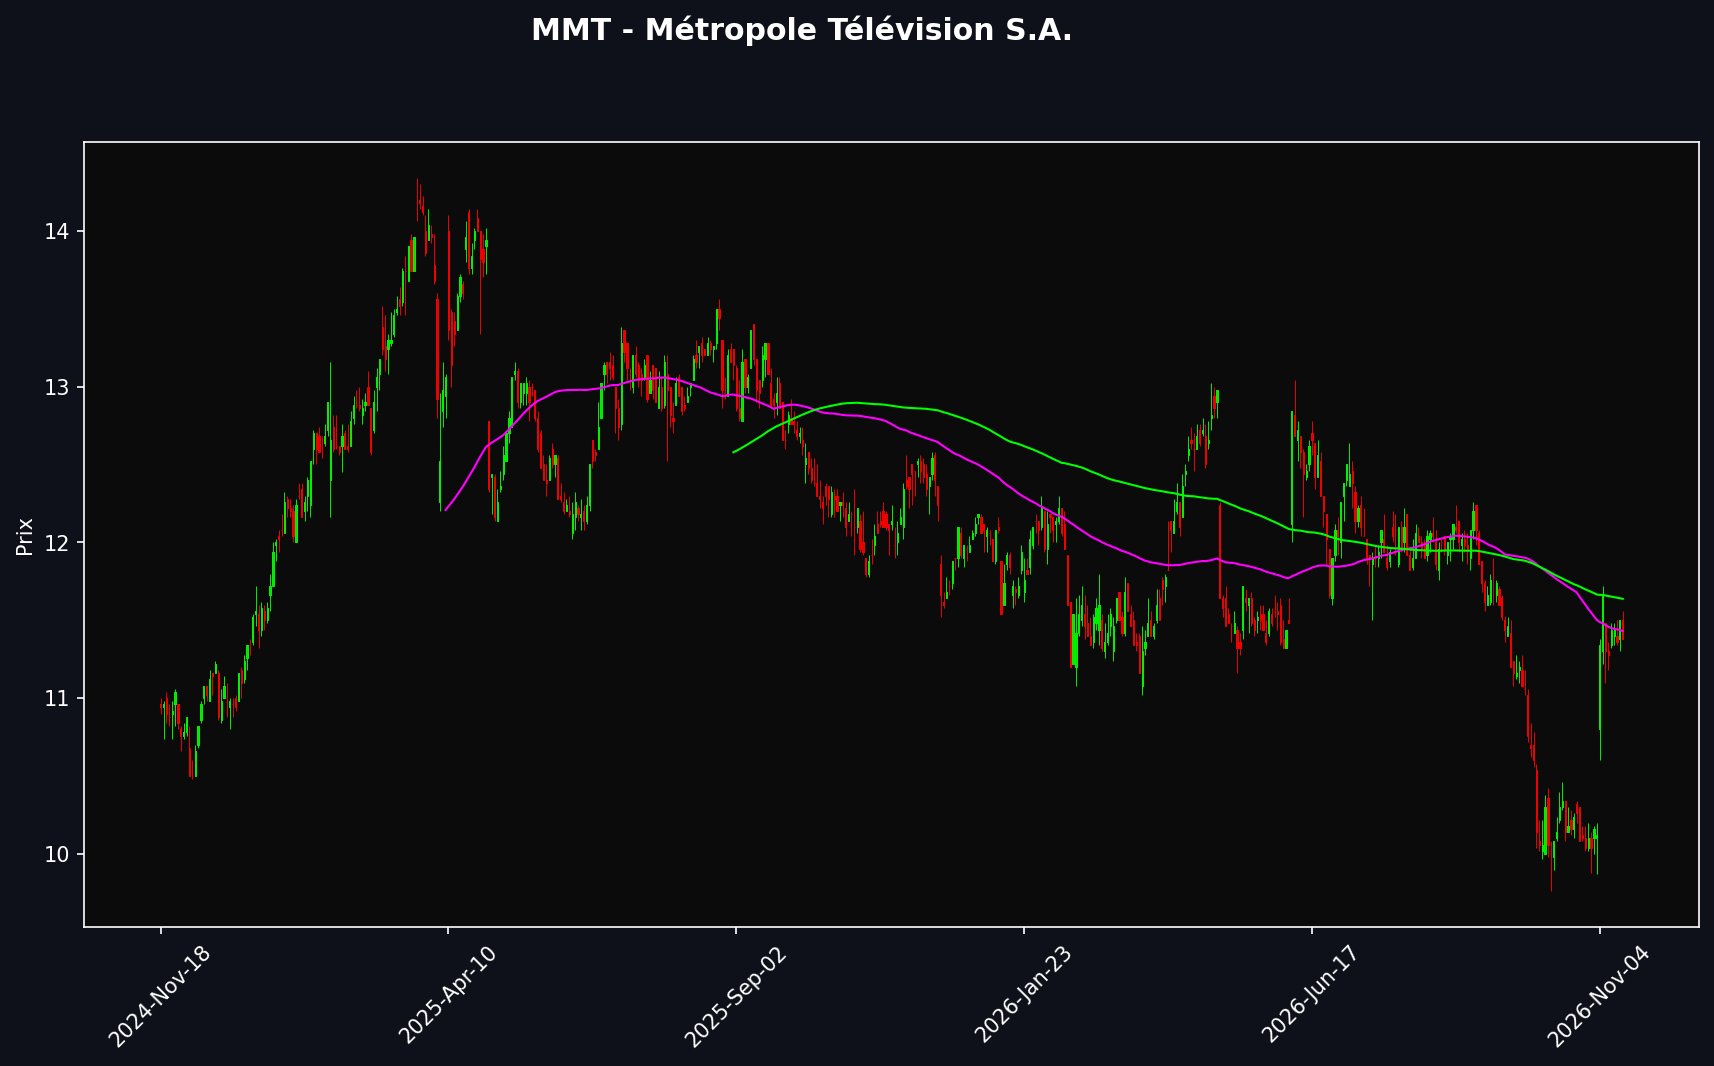 MMT - Métropole Télévision S.A.
Prix
14
13
12
11
10
2024-Nov-18
2025-Apr-10
2025-Sep-02
2026-Jan-23
2026-Jun-17
2026-Nov-04